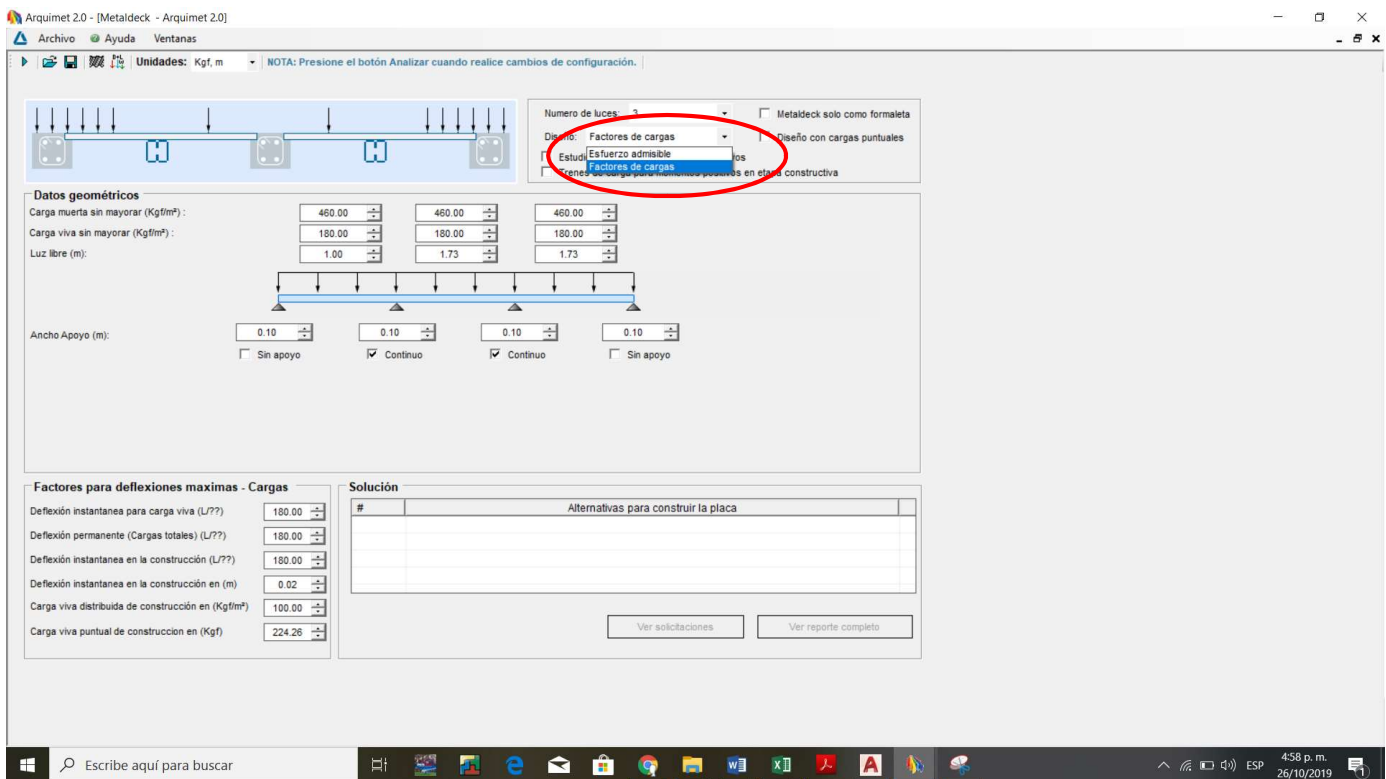 Arquimet 2.0 - [Metaldeck - Arquimet 2.0]
Archivo Ayuda Ventanas
Unidades: Kgf, m NOTA: Presione el botón Analizar cuando realice cambios de configuración.
Numero de luces: 3 Metaldeck solo como formaleta
Diseño: Factores de cargas Diseño con cargas puntuales
Esfuerzo admisible
Factores de cargas
Trenes de carga para momentos positivos en etapa constructiva
Datos geométricos
Carga muerta sin mayorar (Kgf/m²) : 460.00 460.00 460.00
Carga viva sin mayorar (Kgf/m²) : 180.00 180.00 180.00
Luz libre (m): 1.00 1.73 1.73
Ancho Apoyo (m): 0.10 0.10 0.10 0.10
Sin apoyo Continuo Continuo Sin apoyo
Factores para deflexiones maximas - Cargas
Deflexión instantanea para carga viva (L/??) 180.00
Deflexión permanente (Cargas totales) (L/??) 180.00
Deflexión instantanea en la construcción (L/??) 180.00
Deflexión instantanea en la construcción en (m) 0.02
Carga viva distribuida de construcción en (Kgf/m²) 100.00
Carga viva puntual de construccion en (Kgf) 224.26
Solución
# Alternativas para construir la placa
Ver solicitaciones Ver reporte completo
Escribe aquí para buscar
ESP
4:58 p. m.
26/10/2019